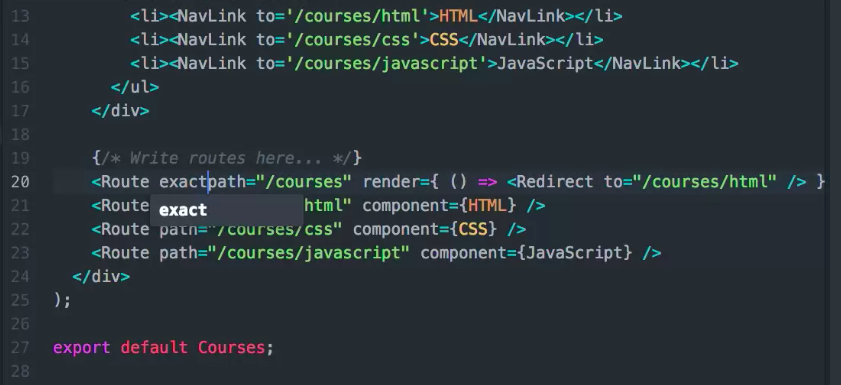 13 <li><NavLink to='/courses/html'>HTML</NavLink></li>
14 <li><NavLink to='/courses/css'>CSS</NavLink></li>
15 <li><NavLink to='/courses/javascript'>JavaScript</NavLink></li>
16 </ul>
17 </div>
18
19 {/* Write routes here... */}
20 <Route exactpath="/courses" render={ () => <Redirect to="/courses/html" /> }
21 <Route html" component={HTML} />
exact
22 <Route path="/courses/css" component={CSS} />
23 <Route path="/courses/javascript" component={JavaScript} />
24 </div>
25 );
26
27 export default Courses;
28